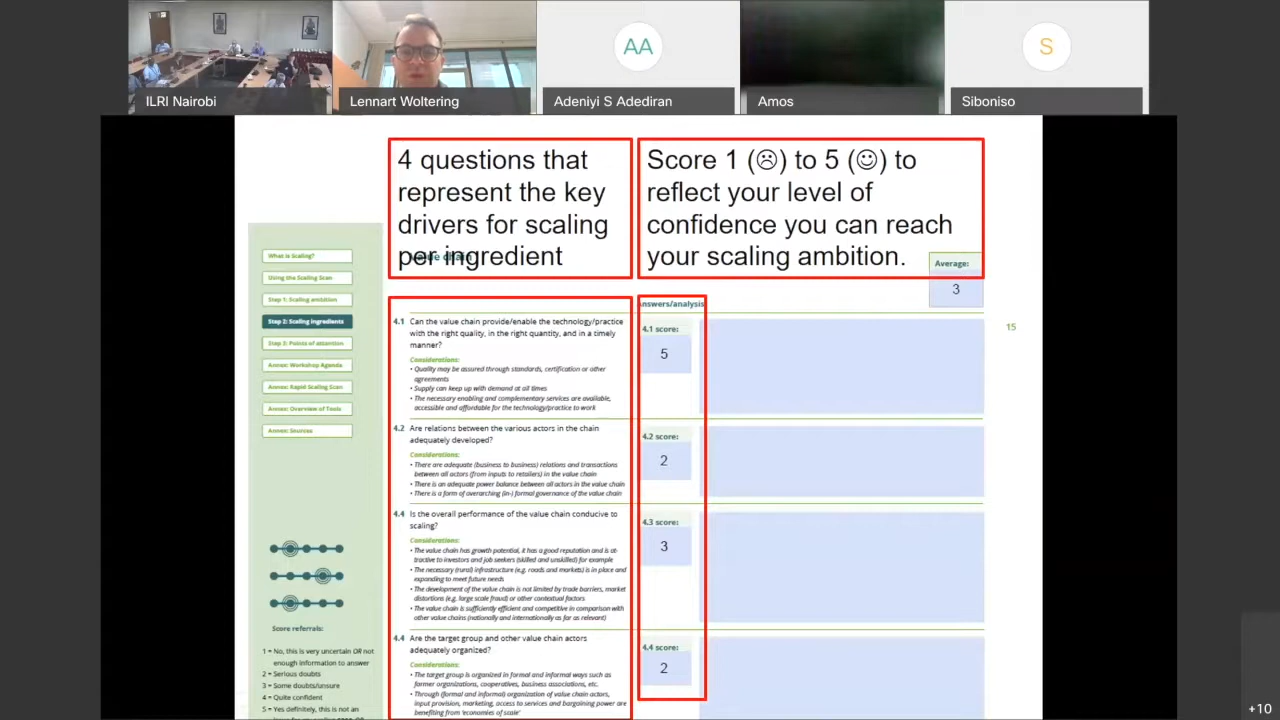 AA
S
ILRI Nairobi
Lennart Woltering
Adeniyi S Adediran
Amos
Siboniso
4 questions that
represent the key
drivers for scaling
per ingredient
Score 1 (☹) to 5 (☺) to
reflect your level of
confidence you can reach
your scaling ambition.
Value chain
Average:
3
15
What is Scaling?
Using the Scaling Scan
Step 1: Scaling ambition
Step 2: Scaling ingredients
Step 3: Points of attention
Annex: Workshop Agenda
Annex: Rapid Scaling Scan
Annex: Overview of Tools
Annex: Sources
Score referrals:
1 = No, this is very uncertain OR not
enough information to answer
2 = Serious doubts
3 = Some doubts/unsure
4 = Quite confident
5 = Yes definitely, this is not an
Answers/analysis
4.1 Can the value chain provide/enable the technology/practice
with the right quality, in the right quantity, and in a timely
manner?
Considerations:
• Quality may be assured through standards, certification or other
agreements
• Supply can keep up with demand at all times
• The necessary enabling and complementary services are available,
accessible and affordable for the technology/practice to work
4.1 score:
5
4.2 Are relations between the various actors in the chain
adequately developed?
Considerations:
• There are adequate (business to business) relations and transactions
between all actors (from inputs to retailers) in the value chain
• There is an adequate power balance between all actors in the value chain
• There is a form of overarching (in-) formal governance of the value chain
4.2 score:
2
4.4 Is the overall performance of the value chain conducive to
scaling?
Considerations:
• The value chain has growth potential, it has a good reputation and is at-
tractive to investors and job seekers (skilled and unskilled) for example
• The necessary (rural) infrastructure (e.g. roads and markets) is in place and
expanding to meet future needs
• The development of the value chain is not limited by trade barriers, market
distortions (e.g. large scale fraud) or other contextual factors
• The value chain is sufficiently efficient and competitive in comparison with
other value chains (nationally and internationally as far as relevant)
4.3 score:
3
4.4 Are the target group and other value chain actors
adequately organized?
Considerations:
• The target group is organized in formal and informal ways such as
farmer organizations, cooperatives, business associations, etc.
• Through (formal and informal) organization of value chain actors,
input provision, marketing, access to services and bargaining power are
benefiting from 'economies of scale'
4.4 score:
2
+10